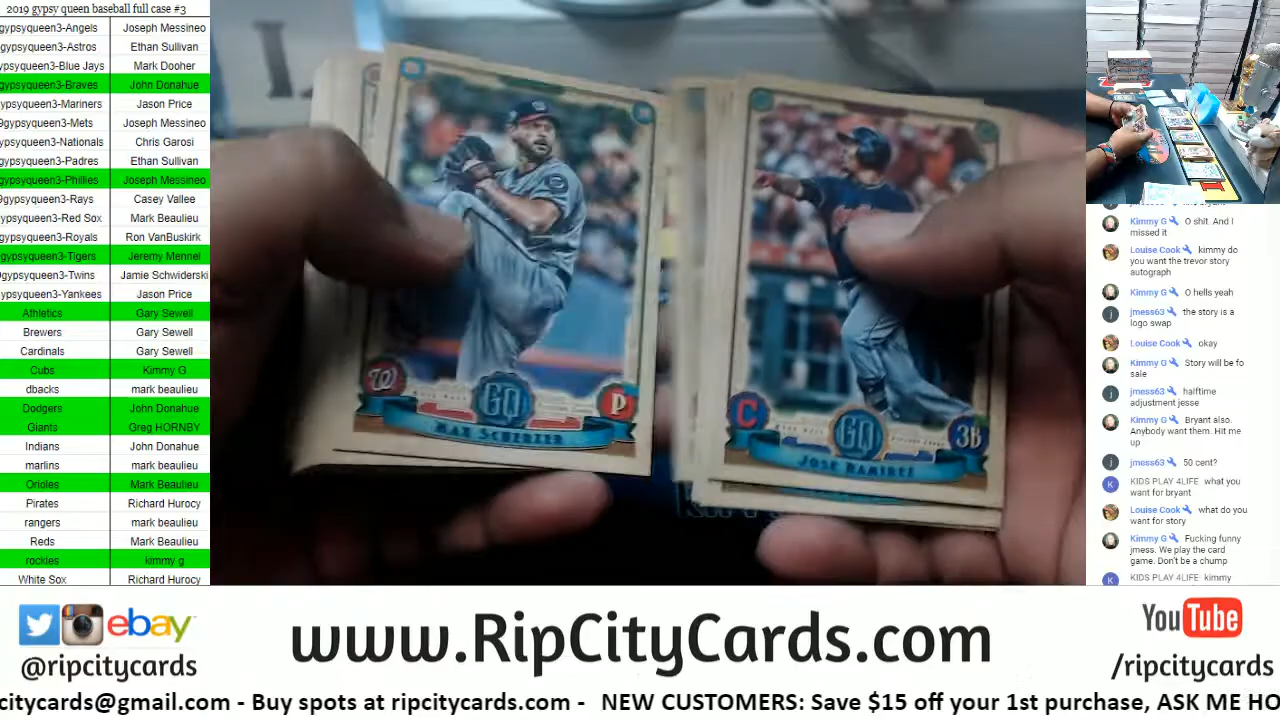 2019 gypsy queen baseball full case #3
gypsyqueen3-Angels Joseph Messineo
gypsyqueen3-Astros Ethan Sullivan
gypsyqueen3-Blue Jays Mark Dooher
gypsyqueen3-Braves John Donahue
gypsyqueen3-Mariners Jason Price
9gypsyqueen3-Mets Joseph Messineo
gypsyqueen3-Nationals Chris Garosi
gypsyqueen3-Padres Ethan Sullivan
gypsyqueen3-Phillies Joseph Messineo
9gypsyqueen3-Rays Casey Vallee
gypsyqueen3-Red Sox Mark Beaulieu
gypsyqueen3-Royals Ron VanBuskirk
gypsyqueen3-Tigers Jeremy Mennel
gypsyqueen3-Twins Jamie Schwiderski
ypsyqueen3-Yankees Jason Price
Athletics Gary Sewell
Brewers Gary Sewell
Cardinals Gary Sewell
Cubs Kimmy G
dbacks mark beaulieu
Dodgers John Donahue
Giants Greg HORNBY
Indians John Donahue
marlins mark beaulieu
Orioles Mark Beaulieu
Pirates Richard Hurocy
rangers mark beaulieu
Reds Mark Beaulieu
rockies kimmy g
White Sox Richard Hurocy
W GQ P
C GQ 3B
JOSE RAMIREZ
Kimmy G O shit. And I
missed it
Louise Cook kimmy do
you want the trevor story
autograph
Kimmy G O hells yeah
jmess63 the story is a
logo swap
Louise Cook okay
Kimmy G Story will be fo
sale
jmess63 halftime
adjustment jesse
Kimmy G Bryant also.
Anybody want them. Hit me
up
jmess63 50 cent?
KIDS PLAY 4LIFE what you
want for bryant
Louise Cook what do you
want for story
Kimmy G Fucking funny
jmess. We play the card
game. Don't be a chump
KIDS PLAY 4LIFE kimmy
ebay
@ripcitycards
www.RipCityCards.com
YouTube
/ripcitycards
citycards@gmail.com - Buy spots at ripcitycards.com - NEW CUSTOMERS: Save $15 off your 1st purchase, ASK ME HO